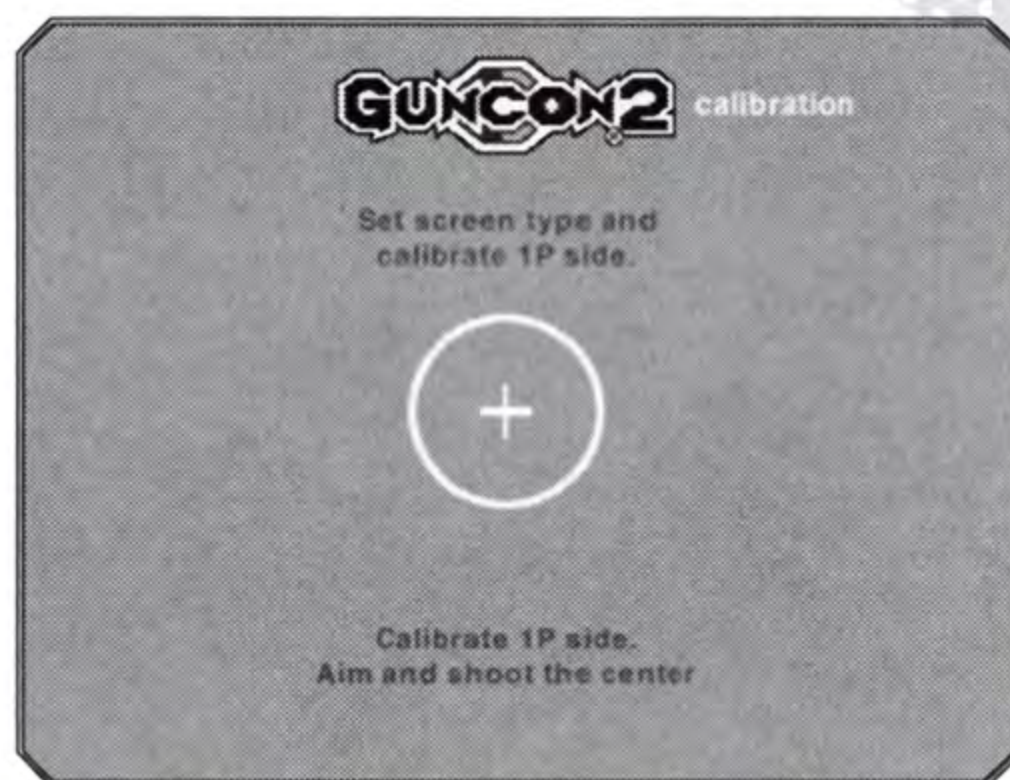 GUNCON2 calibration
Set screen type and
calibrate 1P side.
Calibrate 1P side.
Aim and shoot the center